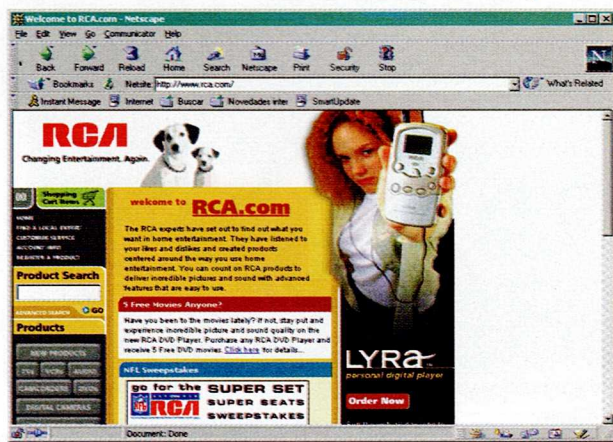 Welcome to RCA.com - Netscape
File Edit View Go Communicator Help
Back Forward Reload Home Search Netscape Print Security Stop
N
Bookmarks Netsite: http://www.rca.com/ What's Related
Instant Message Internet Buscar Novedades inter SmartUpdate
RCA
Changing Entertainment. Again.
Shopping
Cart Items
HOME
FIND A LOCAL
CUSTOMER SERVICE
ACCOUNT INFO
REGISTER A PRODUCT
Product Search
ADVANCED SEARCH GO
Products
NEW PRODUCTS
TVs VCRs AUDIO
CAMCORDERS DVDs
DIGITAL CAMERAS
welcome to RCA.com
The RCA experts have set out to find out what you
want in home entertainment. They have listened to
your likes and dislikes and created products
centered around the way you use home
entertainment. You can count on RCA products to
deliver incredible pictures and sound with advanced
features that are easy to use.
5 Free Movies Anyone?
Have you been to the movies lately? If not, stay put and
experience incredible picture and sound quality on the
new RCA DVD Player. Purchase any RCA DVD Player and
receive 5 Free DVD movies. Click here for details...
NFL Sweepstakes
go for the SUPER SET
NFL RCA SUPER SEATS
SWEEPSTAKES
RCA
LYRA
personal digital player
Order Now
Document: Done